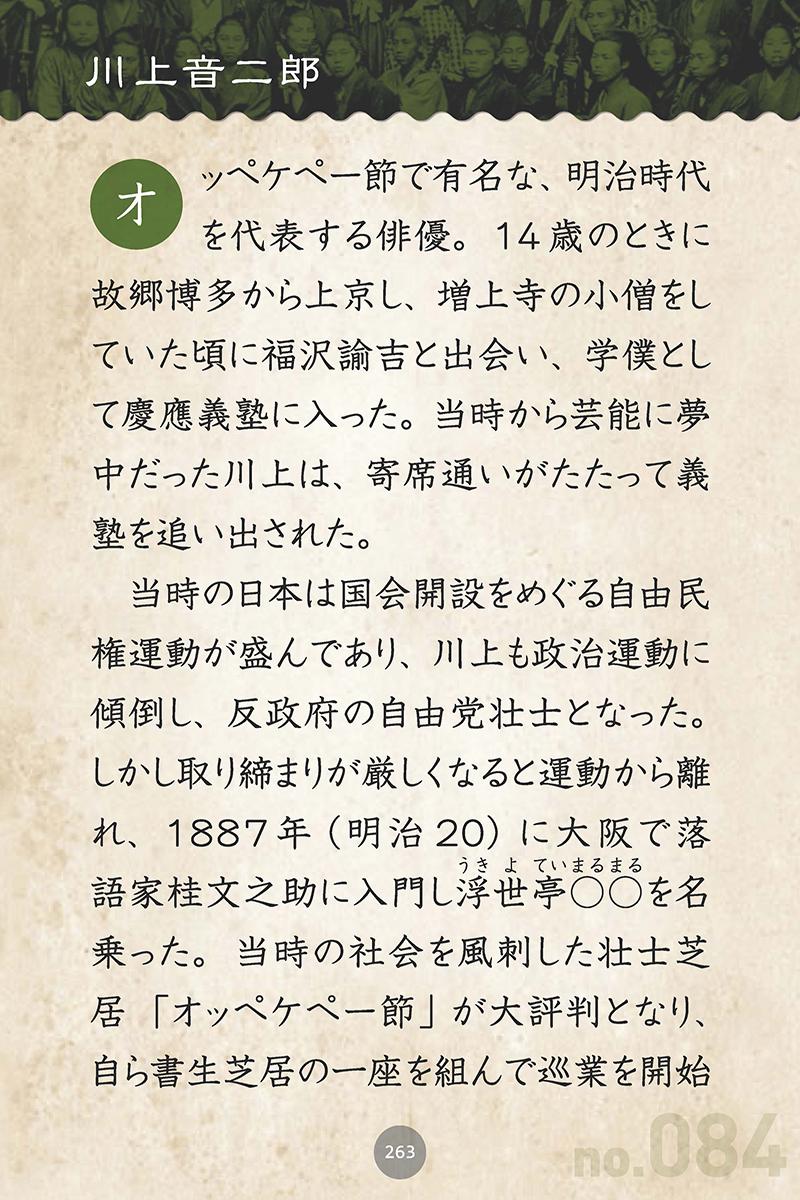 川上音二郎
オッペケペー節で有名な、明治時代
を代表する俳優。14歳のときに
故郷博多から上京し、増上寺の小僧をし
ていた頃に福沢諭吉と出会い、学僕とし
て慶應義塾に入った。当時から芸能に夢
中だった川上は、寄席通いがたたって義
塾を追い出された。
当時の日本は国会開設をめぐる自由民
権運動が盛んであり、川上も政治運動に
傾倒し、反政府の自由党壮士となった。
しかし取り締まりが厳しくなると運動から離
れ、1887年（明治20）に大阪で落
うきよていまるまる
語家桂文之助に入門し浮世亭〇〇を名
乗った。当時の社会を風刺した壮士芝
居「オッペケペー節」が大評判となり、
自ら書生芝居の一座を組んで巡業を開始
263
no.084